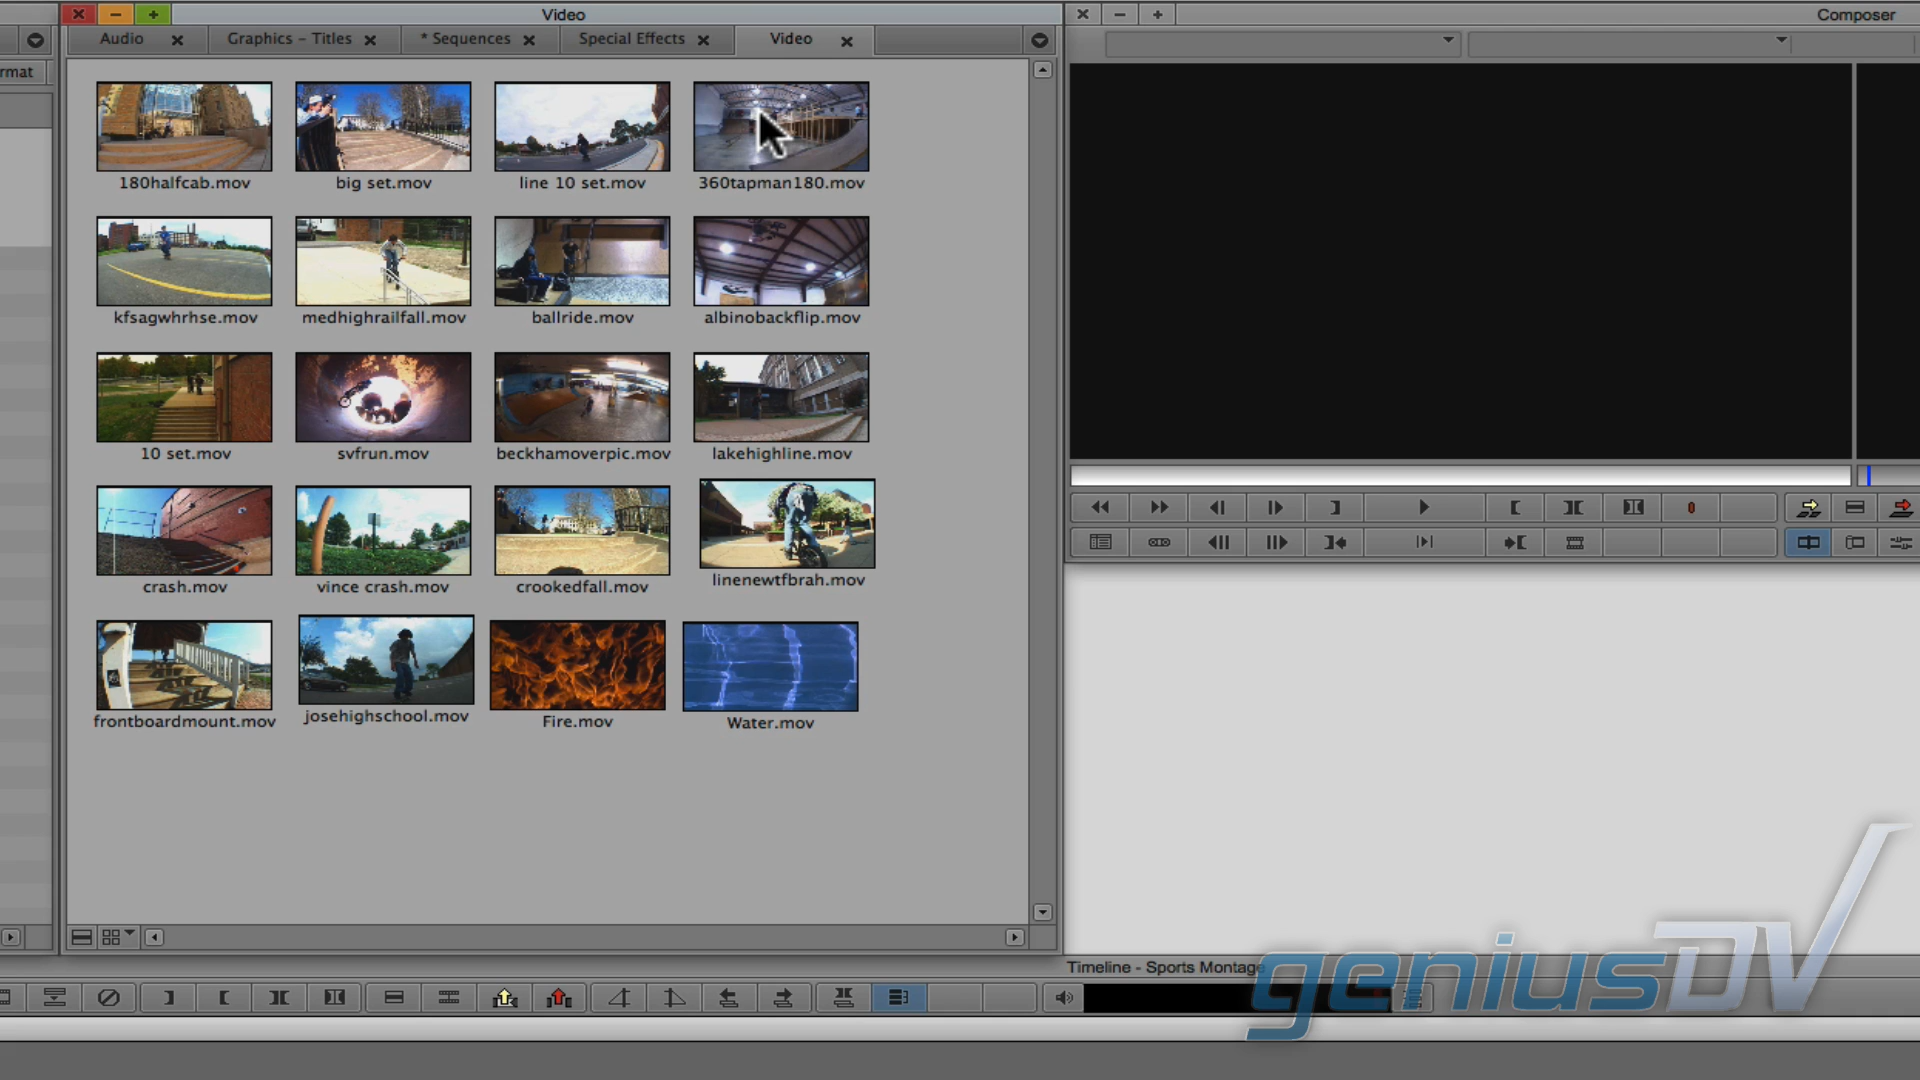 Video
Composer
Audio
Graphics - Titles
* Sequences
Special Effects
Video
rmat
180halfcab.mov
big set.mov
line 10 set.mov
360tapman180.mov
kfsagwhrhse.mov
medhighrailfall.mov
ballride.mov
albinobackflip.mov
10 set.mov
svfrun.mov
beckhamoverpic.mov
lakehighline.mov
crash.mov
vince crash.mov
crookedfall.mov
linenewtfbrah.mov
frontboardmount.mov
josehighschool.mov
Fire.mov
Water.mov
Timeline - Sports Montage
geniusDV